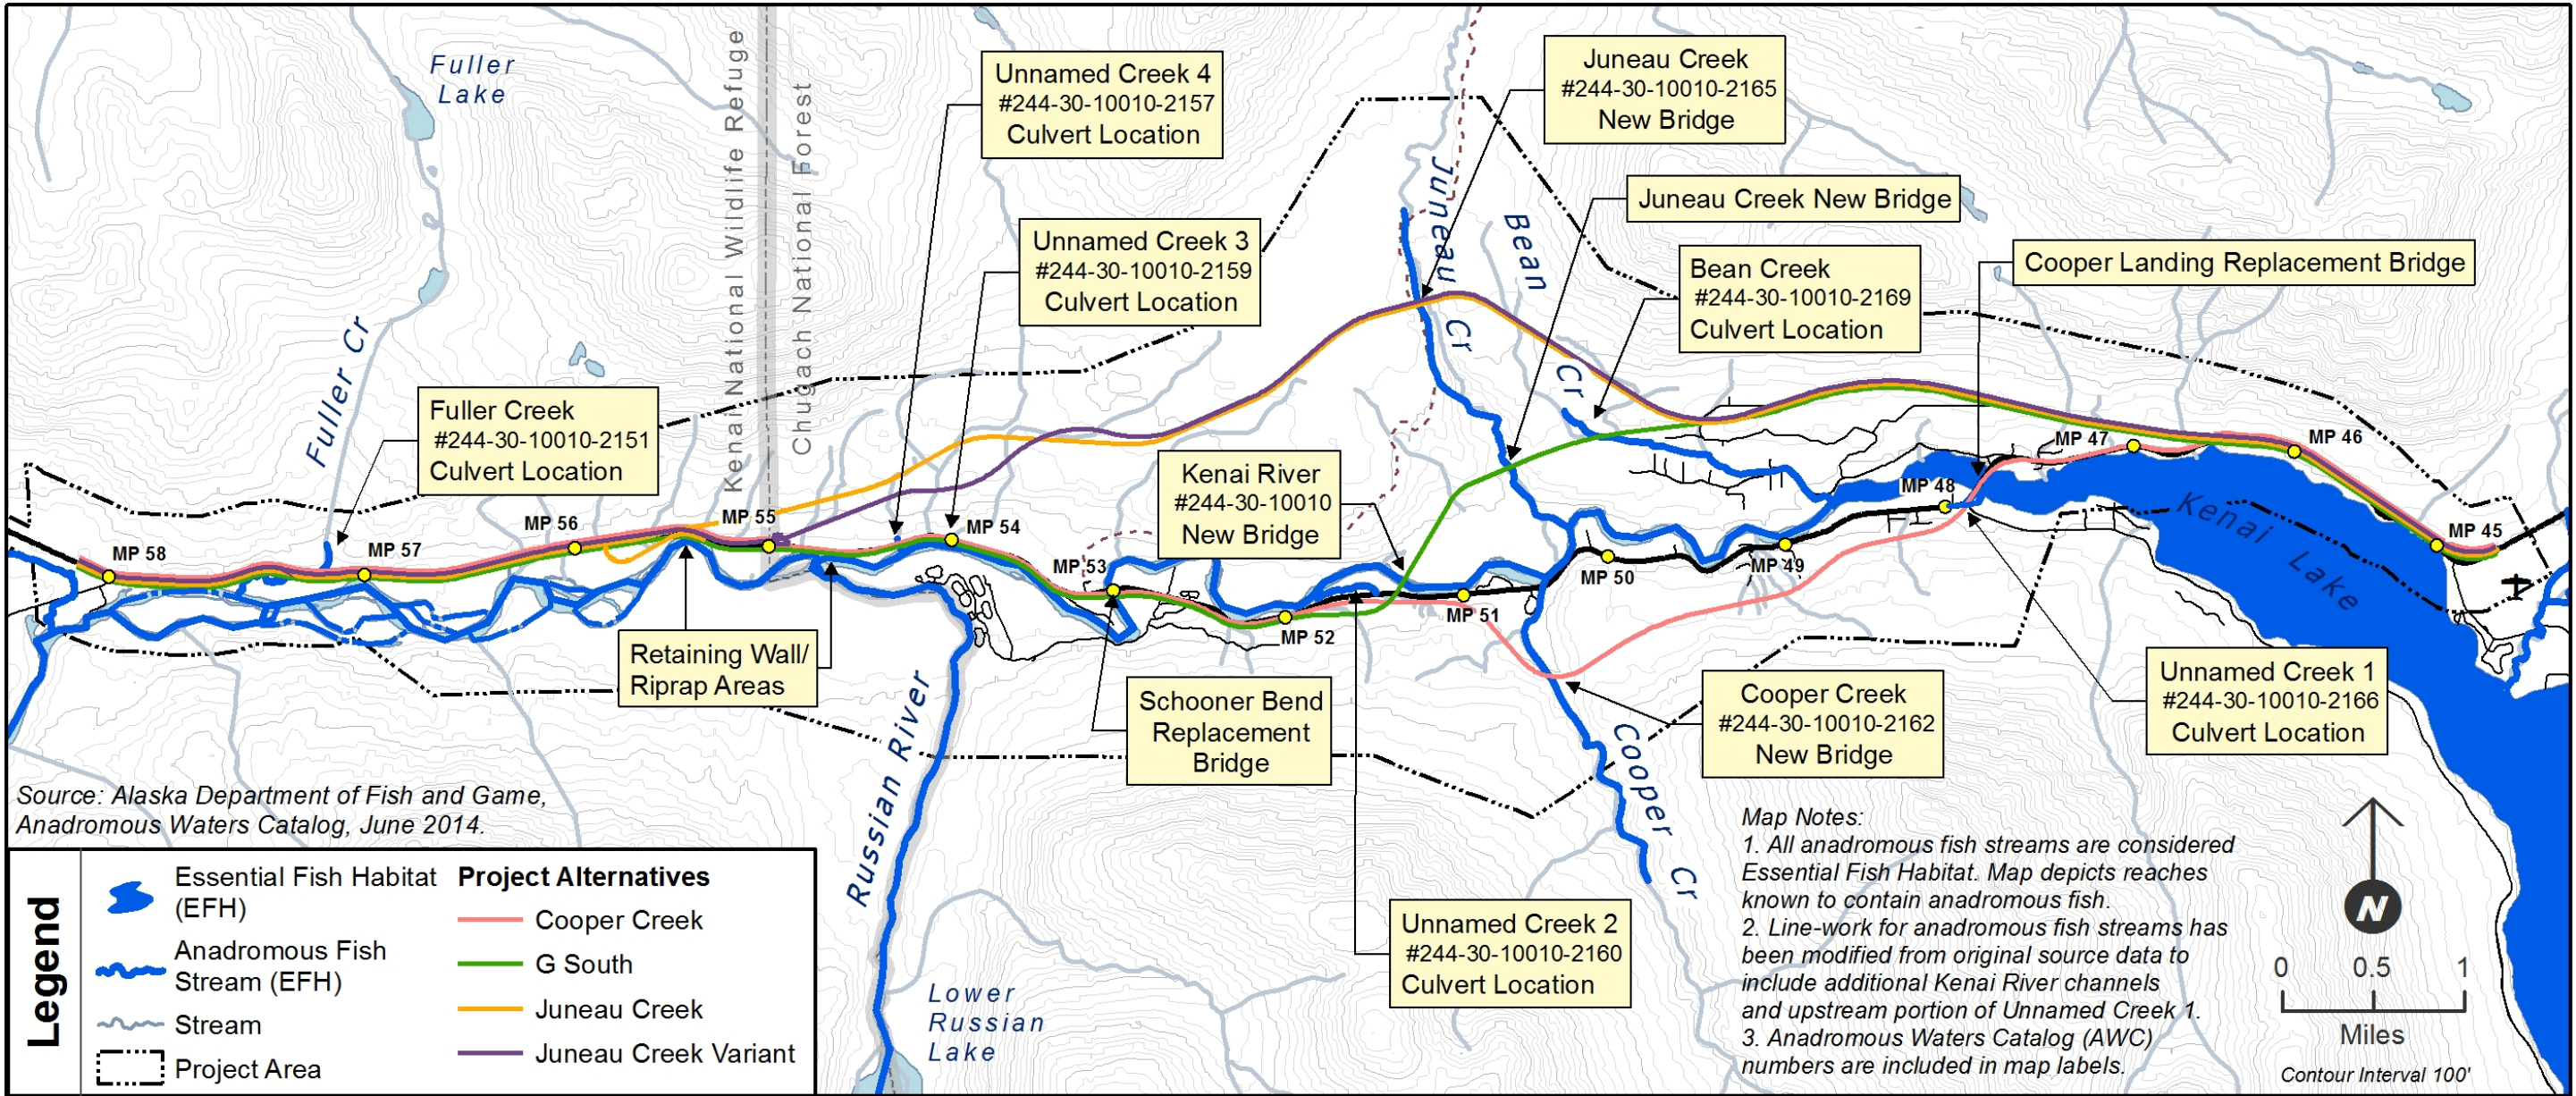 Fuller
Lake
Fuller Cr
Kenai National Wildlife Refuge
Chugach National Forest
Unnamed Creek 4
#244-30-10010-2157
Culvert Location
Unnamed Creek 3
#244-30-10010-2159
Culvert Location
Juneau Creek
#244-30-10010-2165
New Bridge
Juneau Cr
Bean Cr
Juneau Creek New Bridge
Bean Creek
#244-30-10010-2169
Culvert Location
Cooper Landing Replacement Bridge
Fuller Creek
#244-30-10010-2151
Culvert Location
Kenai River
#244-30-10010
New Bridge
MP 58
MP 57
MP 56
MP 55
MP 54
MP 53
MP 52
MP 51
MP 50
MP 49
MP 48
MP 47
MP 46
MP 45
Kenai Lake
Retaining Wall/
Riprap Areas
Schooner Bend
Replacement
Bridge
Cooper Creek
#244-30-10010-2162
New Bridge
Unnamed Creek 1
#244-30-10010-2166
Culvert Location
Unnamed Creek 2
#244-30-10010-2160
Culvert Location
Russian River
Cooper Cr
Lower
Russian
Lake
Source: Alaska Department of Fish and Game,
Anadromous Waters Catalog, June 2014.
Legend
Essential Fish Habitat
(EFH)
Anadromous Fish
Stream (EFH)
Stream
Project Area
Project Alternatives
Cooper Creek
G South
Juneau Creek
Juneau Creek Variant
Map Notes:
1. All anadromous fish streams are considered
Essential Fish Habitat. Map depicts reaches
known to contain anadromous fish.
2. Line-work for anadromous fish streams has
been modified from original source data to
include additional Kenai River channels
and upstream portion of Unnamed Creek 1.
3. Anadromous Waters Catalog (AWC)
numbers are included in map labels.
N
0 0.5 1
Miles
Contour Interval 100'